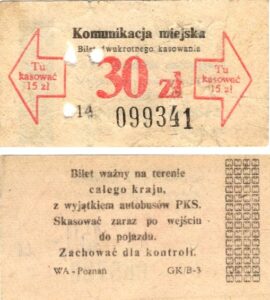 Komunikacja miejska
Bilet dwukrotnego kasowania
Tu
kasować
15 zł
30 zł
Tu
kasować
15 zł
14 099341
Bilet ważny na terenie
całego kraju,
z wyjątkiem autobusów PKS.
Skasować zaraz po wejściu
do pojazdu.
Zachować dla kontroli.
WA - Poznań GK/B-3